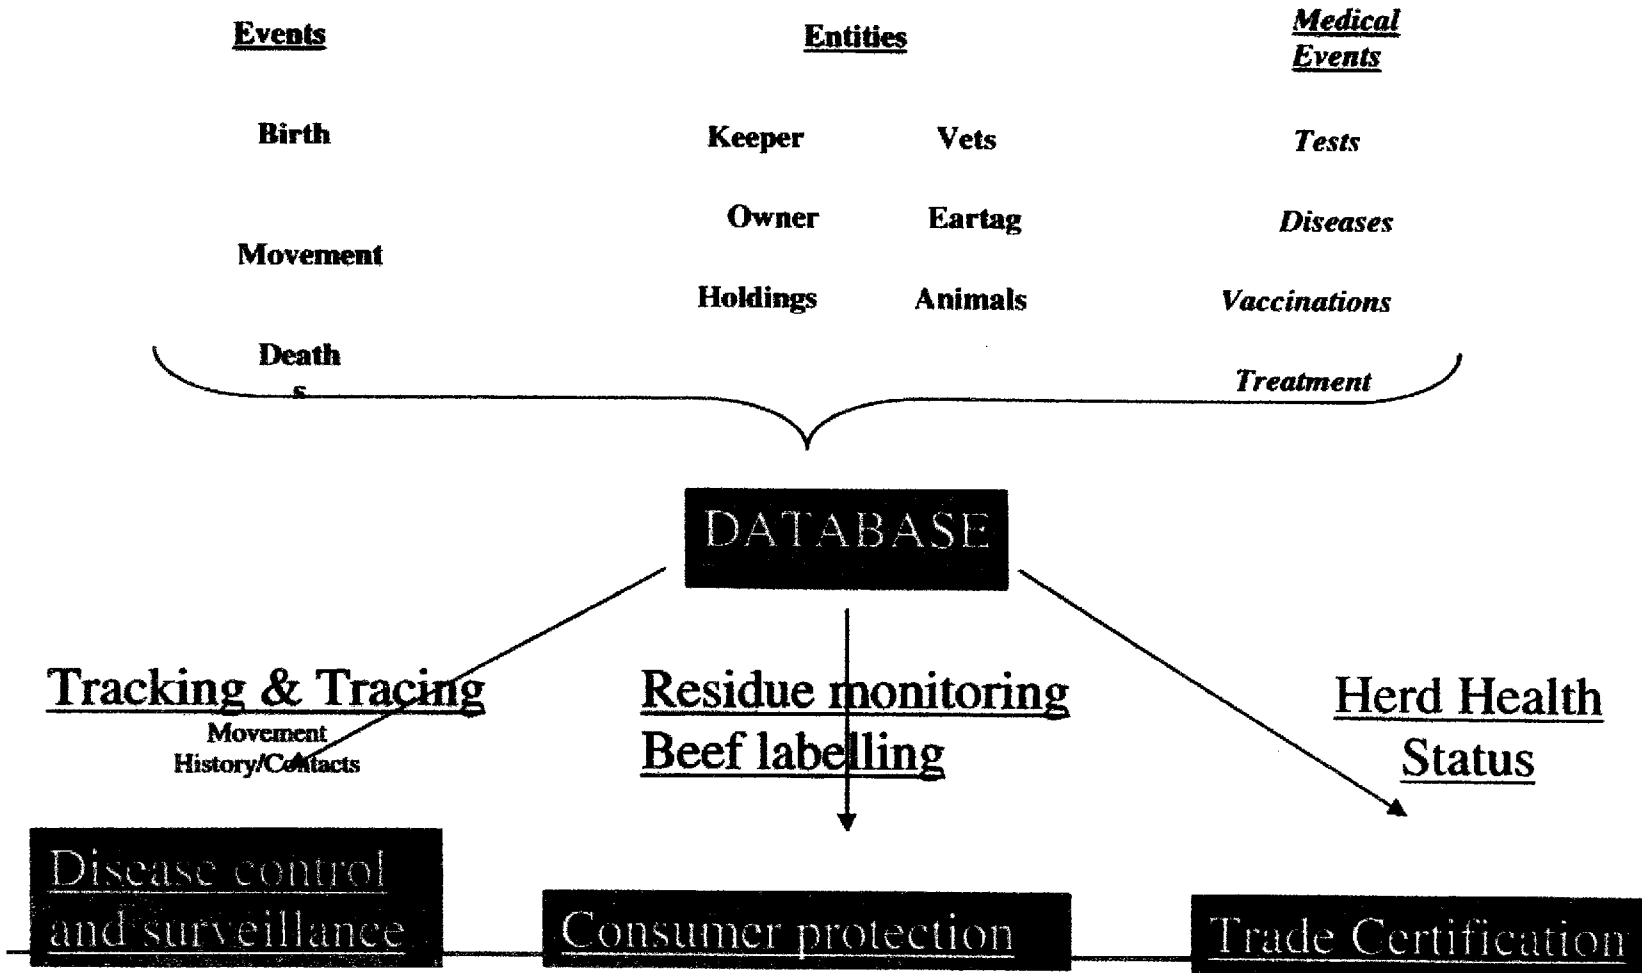 Events
Entities
Medical
Events
Birth
Keeper
Vets
Tests
Owner
Eartag
Diseases
Movement
Holdings
Animals
Vaccinations
Death
s
Treatment
DATABASE
Tracking & Tracing
Movement
History/Contacts
Residue monitoring
Beef labelling
Herd Health
Status
Disease control
and surveillance
Consumer protection
Trade Certification